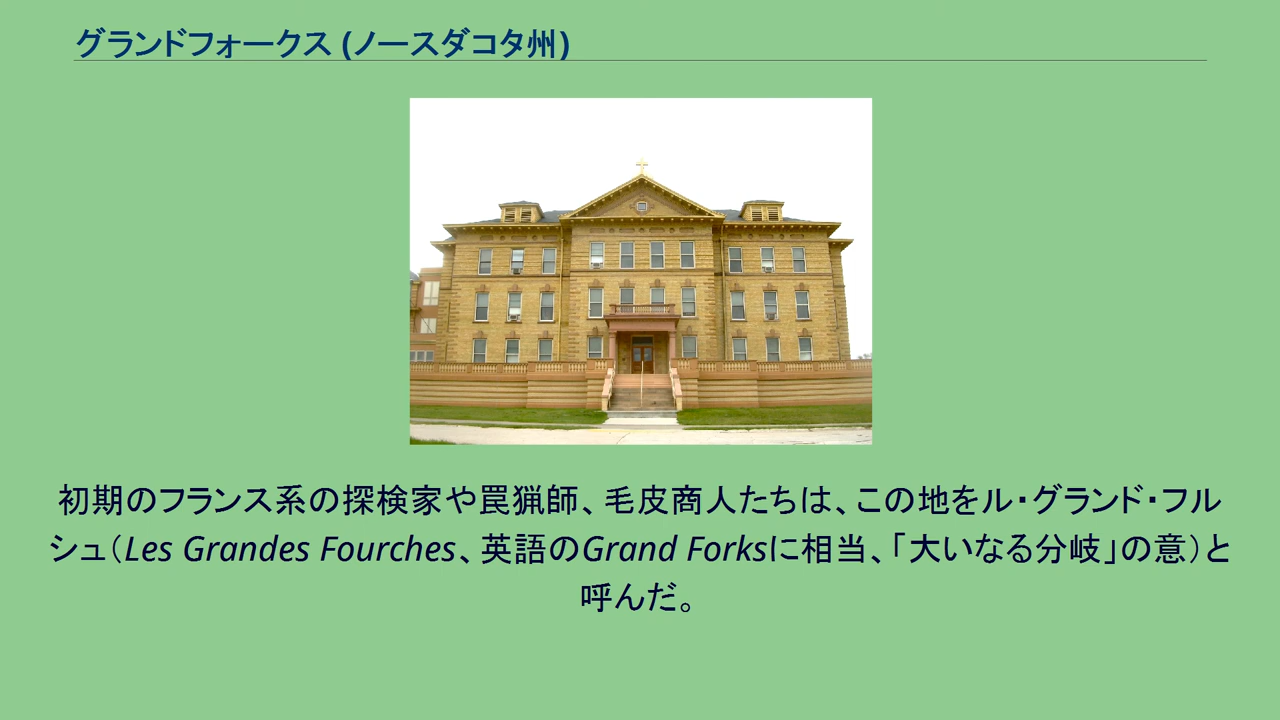 グランドフォークス (ノースダコタ州)
初期のフランス系の探検家や罠猟師、毛皮商人たちは、この地をル・グランド・フル
シュ（Les Grandes Fourches、英語のGrand Forksに相当、「大いなる分岐」の意）と
呼んだ。